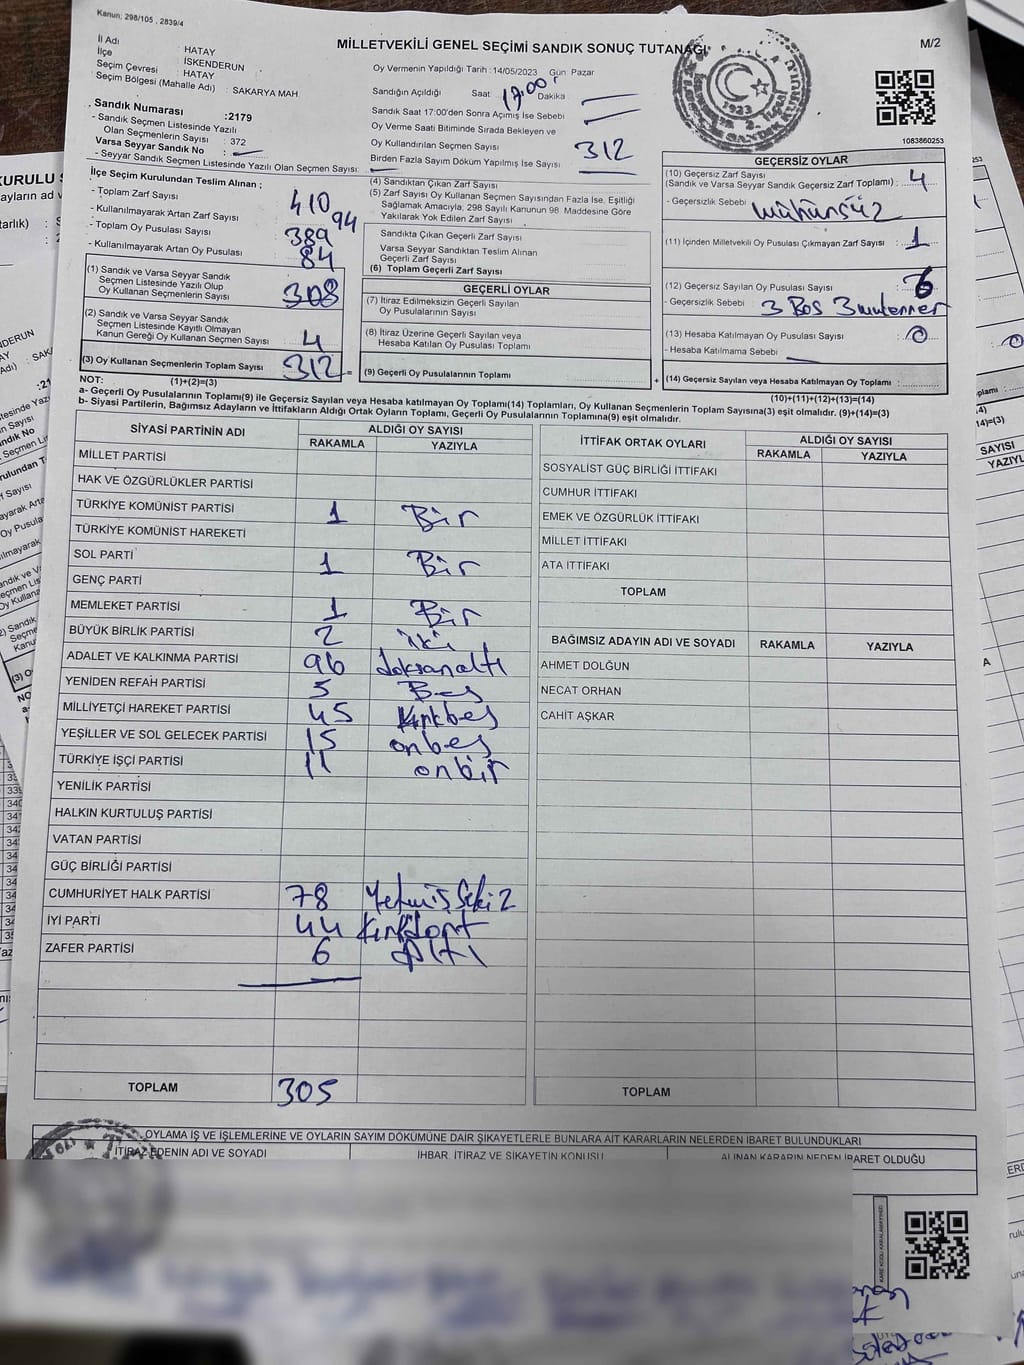 Kanun; 298/105 , 2839/4
MİLLETVEKİLİ GENEL SEÇİMİ SANDIK SONUÇ TUTANAĞI
M/2
İl Adı : HATAY
İlçe : İSKENDERUN
Seçim Çevresi : HATAY
Seçim Bölgesi (Mahalle Adı) : SAKARYA MAH
Sandık Numarası :2179
- Sandık Seçmen Listesinde Yazılı
Olan Seçmenlerin Sayısı : 372
Varsa Seyyar Sandık No
- Seyyar Sandık Seçmen Listesinde Yazılı Olan Seçmen Sayısı:
Oy Vermenin Yapıldığı Tarih : 14/05/2023 Gün Pazar
Sandığın Açıldığı Saat 17.00 Dakika
Sandık Saat 17:00'den Sonra Açmış İse Sebebi
Oy Verme Saati Bitiminde Sırada Bekleyen ve
Oy Kullandırılan Seçmen Sayısı 312
Birden Fazla Sayım Döküm Yapılmış İse Sayısı
1923
1083860253
İlçe Seçim Kurulundan Teslim Alınan ;
- Toplam Zarf Sayısı 410
- Kullanılmayarak Artan Zarf Sayısı : 94
- Toplam Oy Pusulası Sayısı 389
- Kullanılmayarak Artan Oy Pusulası : 84
(1) Sandık ve Varsa Seyyar Sandık
Seçmen Listesinde Yazılı Olup
Oy Kullanan Seçmenlerin Sayısı 308
(2) Sandık ve Varsa Seyyar Sandık
Seçmen Listesinde Kayıtlı Olmayan
Kanun Gereği Oy Kullanan Seçmen Sayısı 4
(3) Oy Kullanan Seçmenlerin Toplam Sayısı 312 =
(4) Sandıktan Çıkan Zarf Sayısı
(5) Zarf Sayısı Oy Kullanan Seçmen Sayısından Fazla İse, Eşitliği
Sağlamak Amacıyla, 298 Sayılı Kanunun 98. Maddesine Göre
Yakılarak Yok Edilen Zarf Sayısı
Sandıkta Çıkan Geçerli Zarf Sayısı
Varsa Seyyar Sandıktan Teslim Alınan
Geçerli Zarf Sayısı
(6) Toplam Geçerli Zarf Sayısı
GEÇERLİ OYLAR
(7) İtiraz Edilmeksizin Geçerli Sayılan
Oy Pusulalarının Sayısı
(8) İtiraz Üzerine Geçerli Sayılan veya
Hesaba Katılan Oy Pusulaları Toplamı
(9) Geçerli Oy Pusulalarının Toplamı +
GEÇERSİZ OYLAR
(10) Geçersiz Zarf Sayısı
(Sandık ve Varsa Seyyar Sandık Geçersiz Zarf Toplamı) : 4
- Geçersizlik Sebebi : Mühürsüz
(11) İçinden Milletvekili Oy Pusulası Çıkmayan Zarf Sayısı : 1
(12) Geçersiz Sayılan Oy Pusulası Sayısı : 6
- Geçersizlik Sebebi : 3 Boş 3
(13) Hesaba Katılmayan Oy Pusulası Sayısı : 0
- Hesaba Katılmama Sebebi :
(14) Geçersiz Sayılan veya Hesaba Katılmayan Oy Toplamı :
NOT: (1)+(2)=(3)
(10)+(11)+(12)+(13)=(14)
a- Geçerli Oy Pusulalarının Toplamı(9) ile Geçersiz Sayılan veya Hesaba Katılmayan Oy Toplamı(14) Toplamları, Oy Kullanan Seçmenlerin Toplam Sayısına(3) eşit olmalıdır. (9)+(14)=(3)
b- Siyasi Partilerin, Bağımsız Adayların ve İttifakların Aldığı Ortak Oyların Toplamı, Geçerli Oy Pusulalarının Toplamına(9) eşit olmalıdır.
SİYASİ PARTİNİN ADI ALDIĞI OY SAYISI
RAKAMLA YAZIYLA
MİLLET PARTİSİ
HAK VE ÖZGÜRLÜKLER PARTİSİ
TÜRKİYE KOMÜNİST PARTİSİ 1 Bir
TÜRKİYE KOMÜNİST HAREKETİ
SOL PARTİ 1 Bir
GENÇ PARTİ
MEMLEKET PARTİSİ 1 Bir
BÜYÜK BİRLİK PARTİSİ 2 iki
ADALET VE KALKINMA PARTİSİ 96 doksanaltı
YENİDEN REFAH PARTİSİ 5 Beş
MİLLİYETÇİ HAREKET PARTİSİ 45 Kırkbeş
YEŞİLLER VE SOL GELECEK PARTİSİ 15 onbeş
TÜRKİYE İŞÇİ PARTİSİ 11 onbir
YENİLİK PARTİSİ
HALKIN KURTULUŞ PARTİSİ
VATAN PARTİSİ
GÜÇ BİRLİĞİ PARTİSİ
CUMHURİYET HALK PARTİSİ 78 Yetmiş Sekiz
İYİ PARTİ 44 Kırkdört
ZAFER PARTİSİ 6 Altı
TOPLAM 305
İTTİFAK ORTAK OYLARI ALDIĞI OY SAYISI
RAKAMLA YAZIYLA
SOSYALİST GÜÇ BİRLİĞİ İTTİFAKI
CUMHUR İTTİFAKI
EMEK VE ÖZGÜRLÜK İTTİFAKI
MİLLET İTTİFAKI
ATA İTTİFAKI
TOPLAM
BAĞIMSIZ ADAYIN ADI VE SOYADI RAKAMLA YAZIYLA
AHMET DOLĞUN
NECAT ORHAN
CAHİT AŞKAR
TOPLAM
OYLAMA İŞ VE İŞLEMLERİNE VE OYLARIN SAYIM DÖKÜMÜNE DAİR ŞİKAYETLERLE BUNLARA AİT KARARLARIN NELERDEN İBARET BULUNDUKLARI
İTİRAZ EDENİN ADI VE SOYADI İHBAR, İTİRAZ VE ŞİKAYETİN KONUSU ALINAN KARARIN NEDEN İBARET OLDUĞU